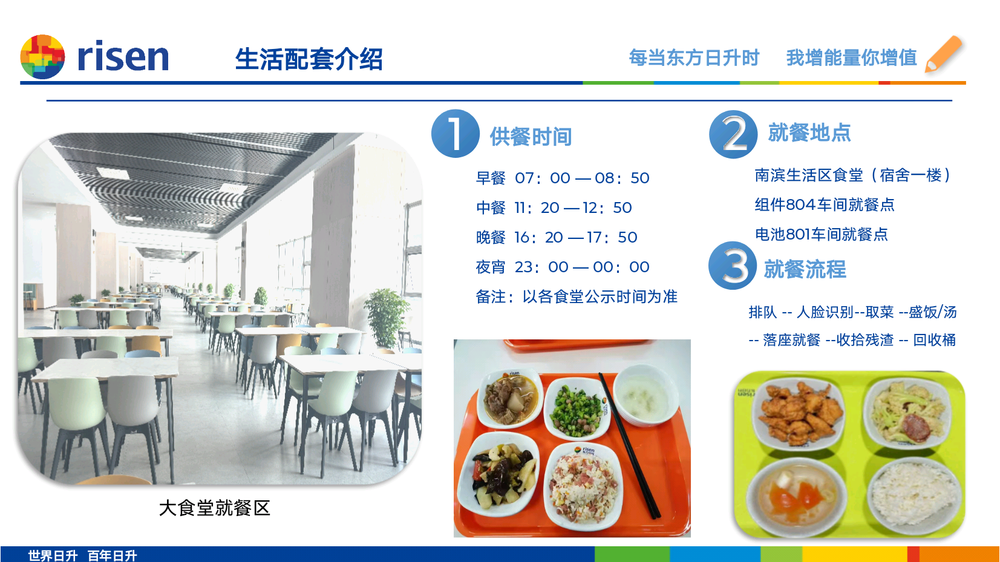 risen
生活配套介绍
每当东方日升时 我增能量你增值
1 供餐时间
早餐 07：00 — 08：50
中餐 11：20 — 12：50
晚餐 16：20 — 17：50
夜宵 23：00 — 00：00
备注：以各食堂公示时间为准
2 就餐地点
南滨生活区食堂（宿舍一楼）
组件804车间就餐点
电池801车间就餐点
3 就餐流程
排队 -- 人脸识别--取菜 --盛饭/汤
-- 落座就餐 --收拾残渣 -- 回收桶
大食堂就餐区
risen
risen
risen
世界日升 百年日升